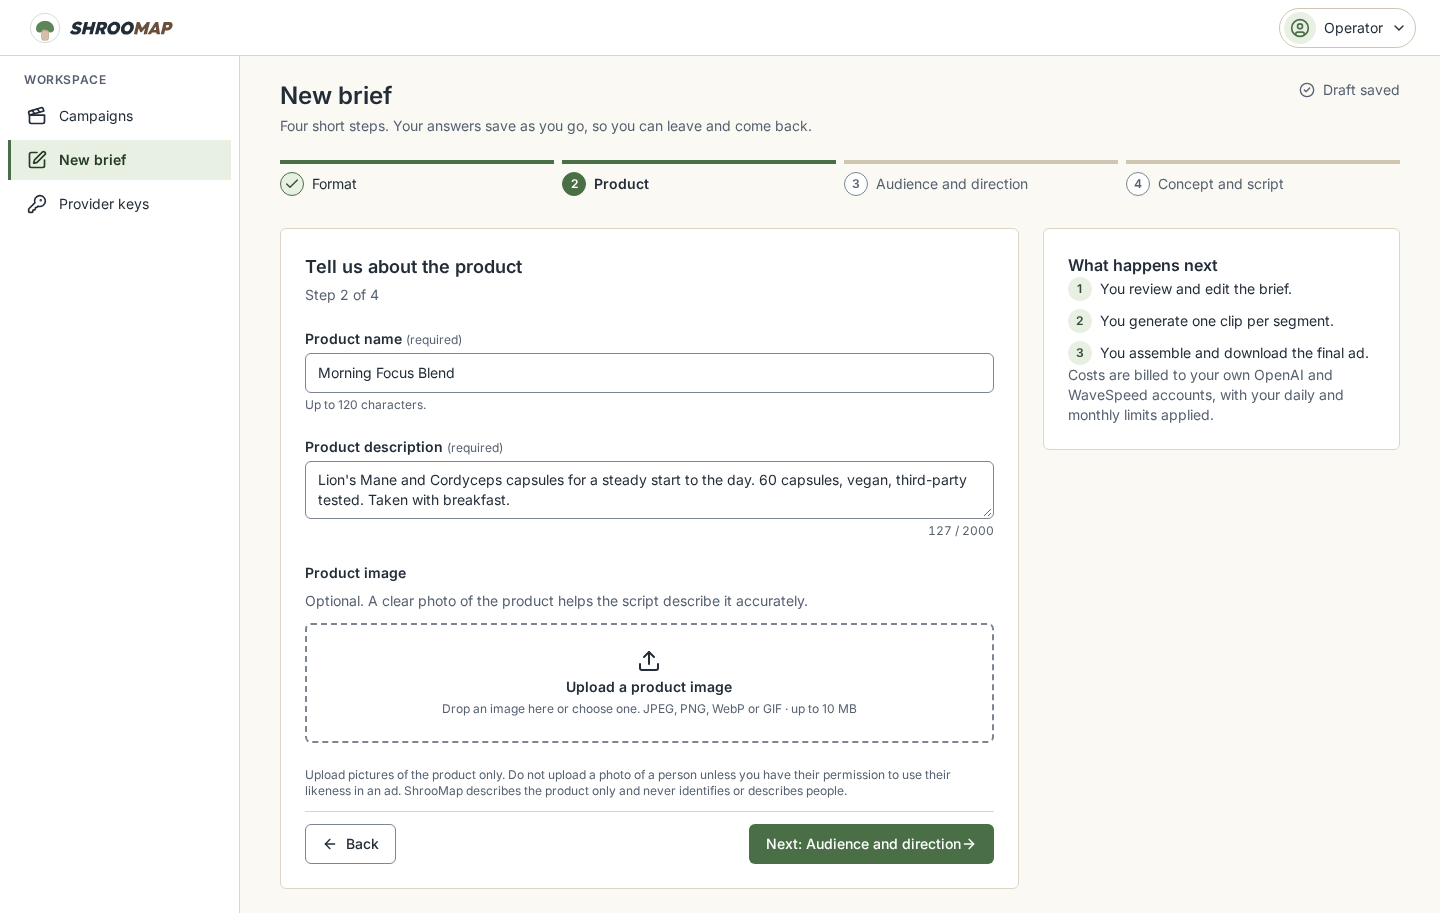 SHROOMAP
Operator
WORKSPACE
Campaigns
New brief
Provider keys
New brief
Draft saved
Four short steps. Your answers save as you go, so you can leave and come back.
Format
2 Product
3 Audience and direction
4 Concept and script
Tell us about the product
Step 2 of 4
Product name (required)
Morning Focus Blend
Up to 120 characters.
Product description (required)
Lion's Mane and Cordyceps capsules for a steady start to the day. 60 capsules, vegan, third-party
tested. Taken with breakfast.
127 / 2000
Product image
Optional. A clear photo of the product helps the script describe it accurately.
Upload a product image
Drop an image here or choose one. JPEG, PNG, WebP or GIF · up to 10 MB
Upload pictures of the product only. Do not upload a photo of a person unless you have their permission to use their
likeness in an ad. ShrooMap describes the product only and never identifies or describes people.
Back
Next: Audience and direction
What happens next
1 You review and edit the brief.
2 You generate one clip per segment.
3 You assemble and download the final ad.
Costs are billed to your own OpenAI and
WaveSpeed accounts, with your daily and
monthly limits applied.